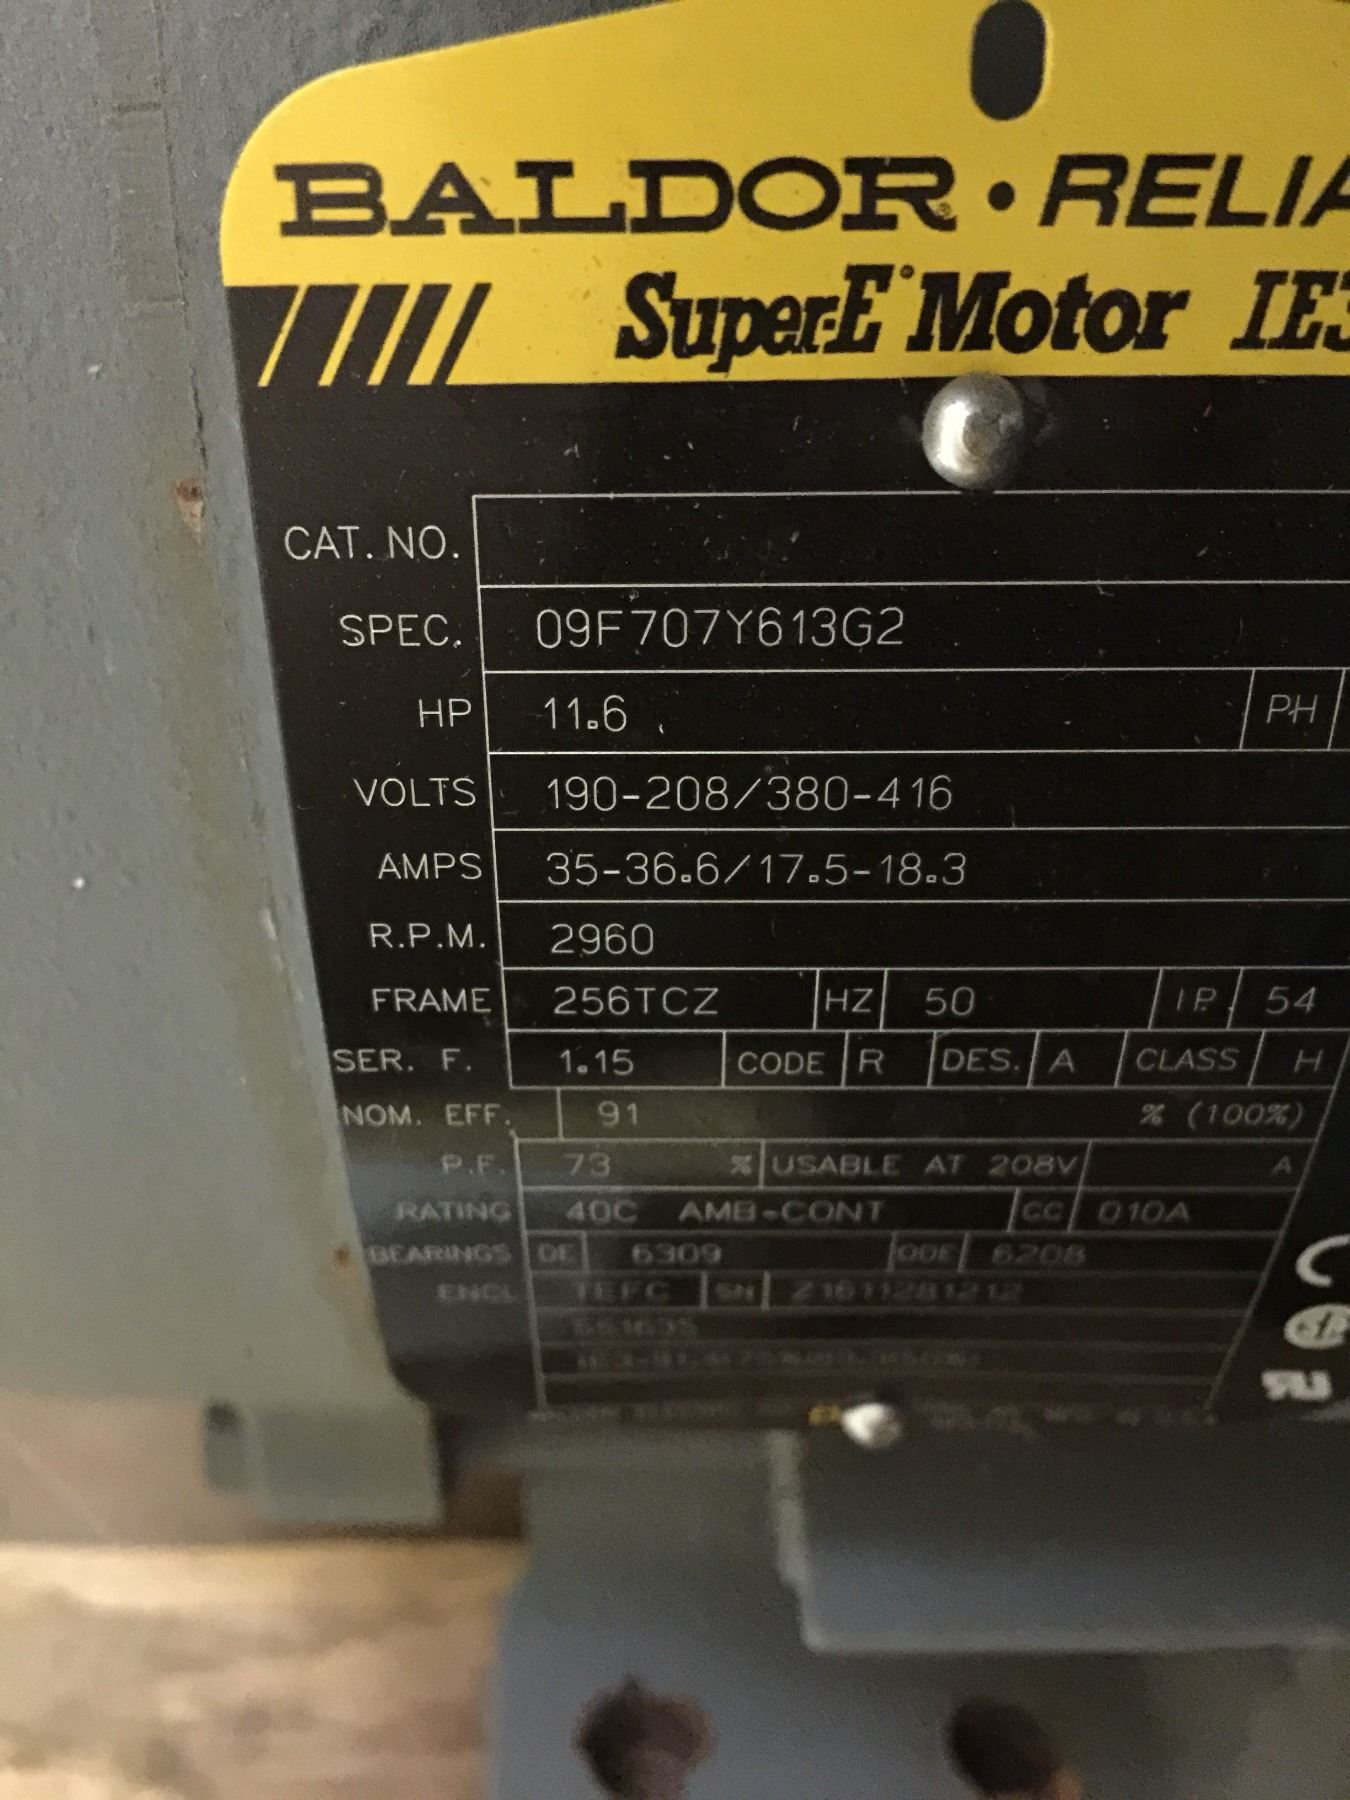 BALDOR • RELIA
Super-E Motor IE3
CAT. NO.
SPEC. 09F707Y613G2
HP 11.6 PH
VOLTS 190-208/380-416
AMPS 35-36.6/17.5-18.3
R.P.M. 2960
FRAME 256TCZ HZ 50 I.P. 54
SER. F. 1.15 CODE R DES. A CLASS H
NOM. EFF. 91 % (100%)
P.F. 73 % USABLE AT 208V A
RATING 40C AMB-CONT CC 010A
BEARINGS DE 6309 ODE 6208
ENCL TEFC SN Z1611281212